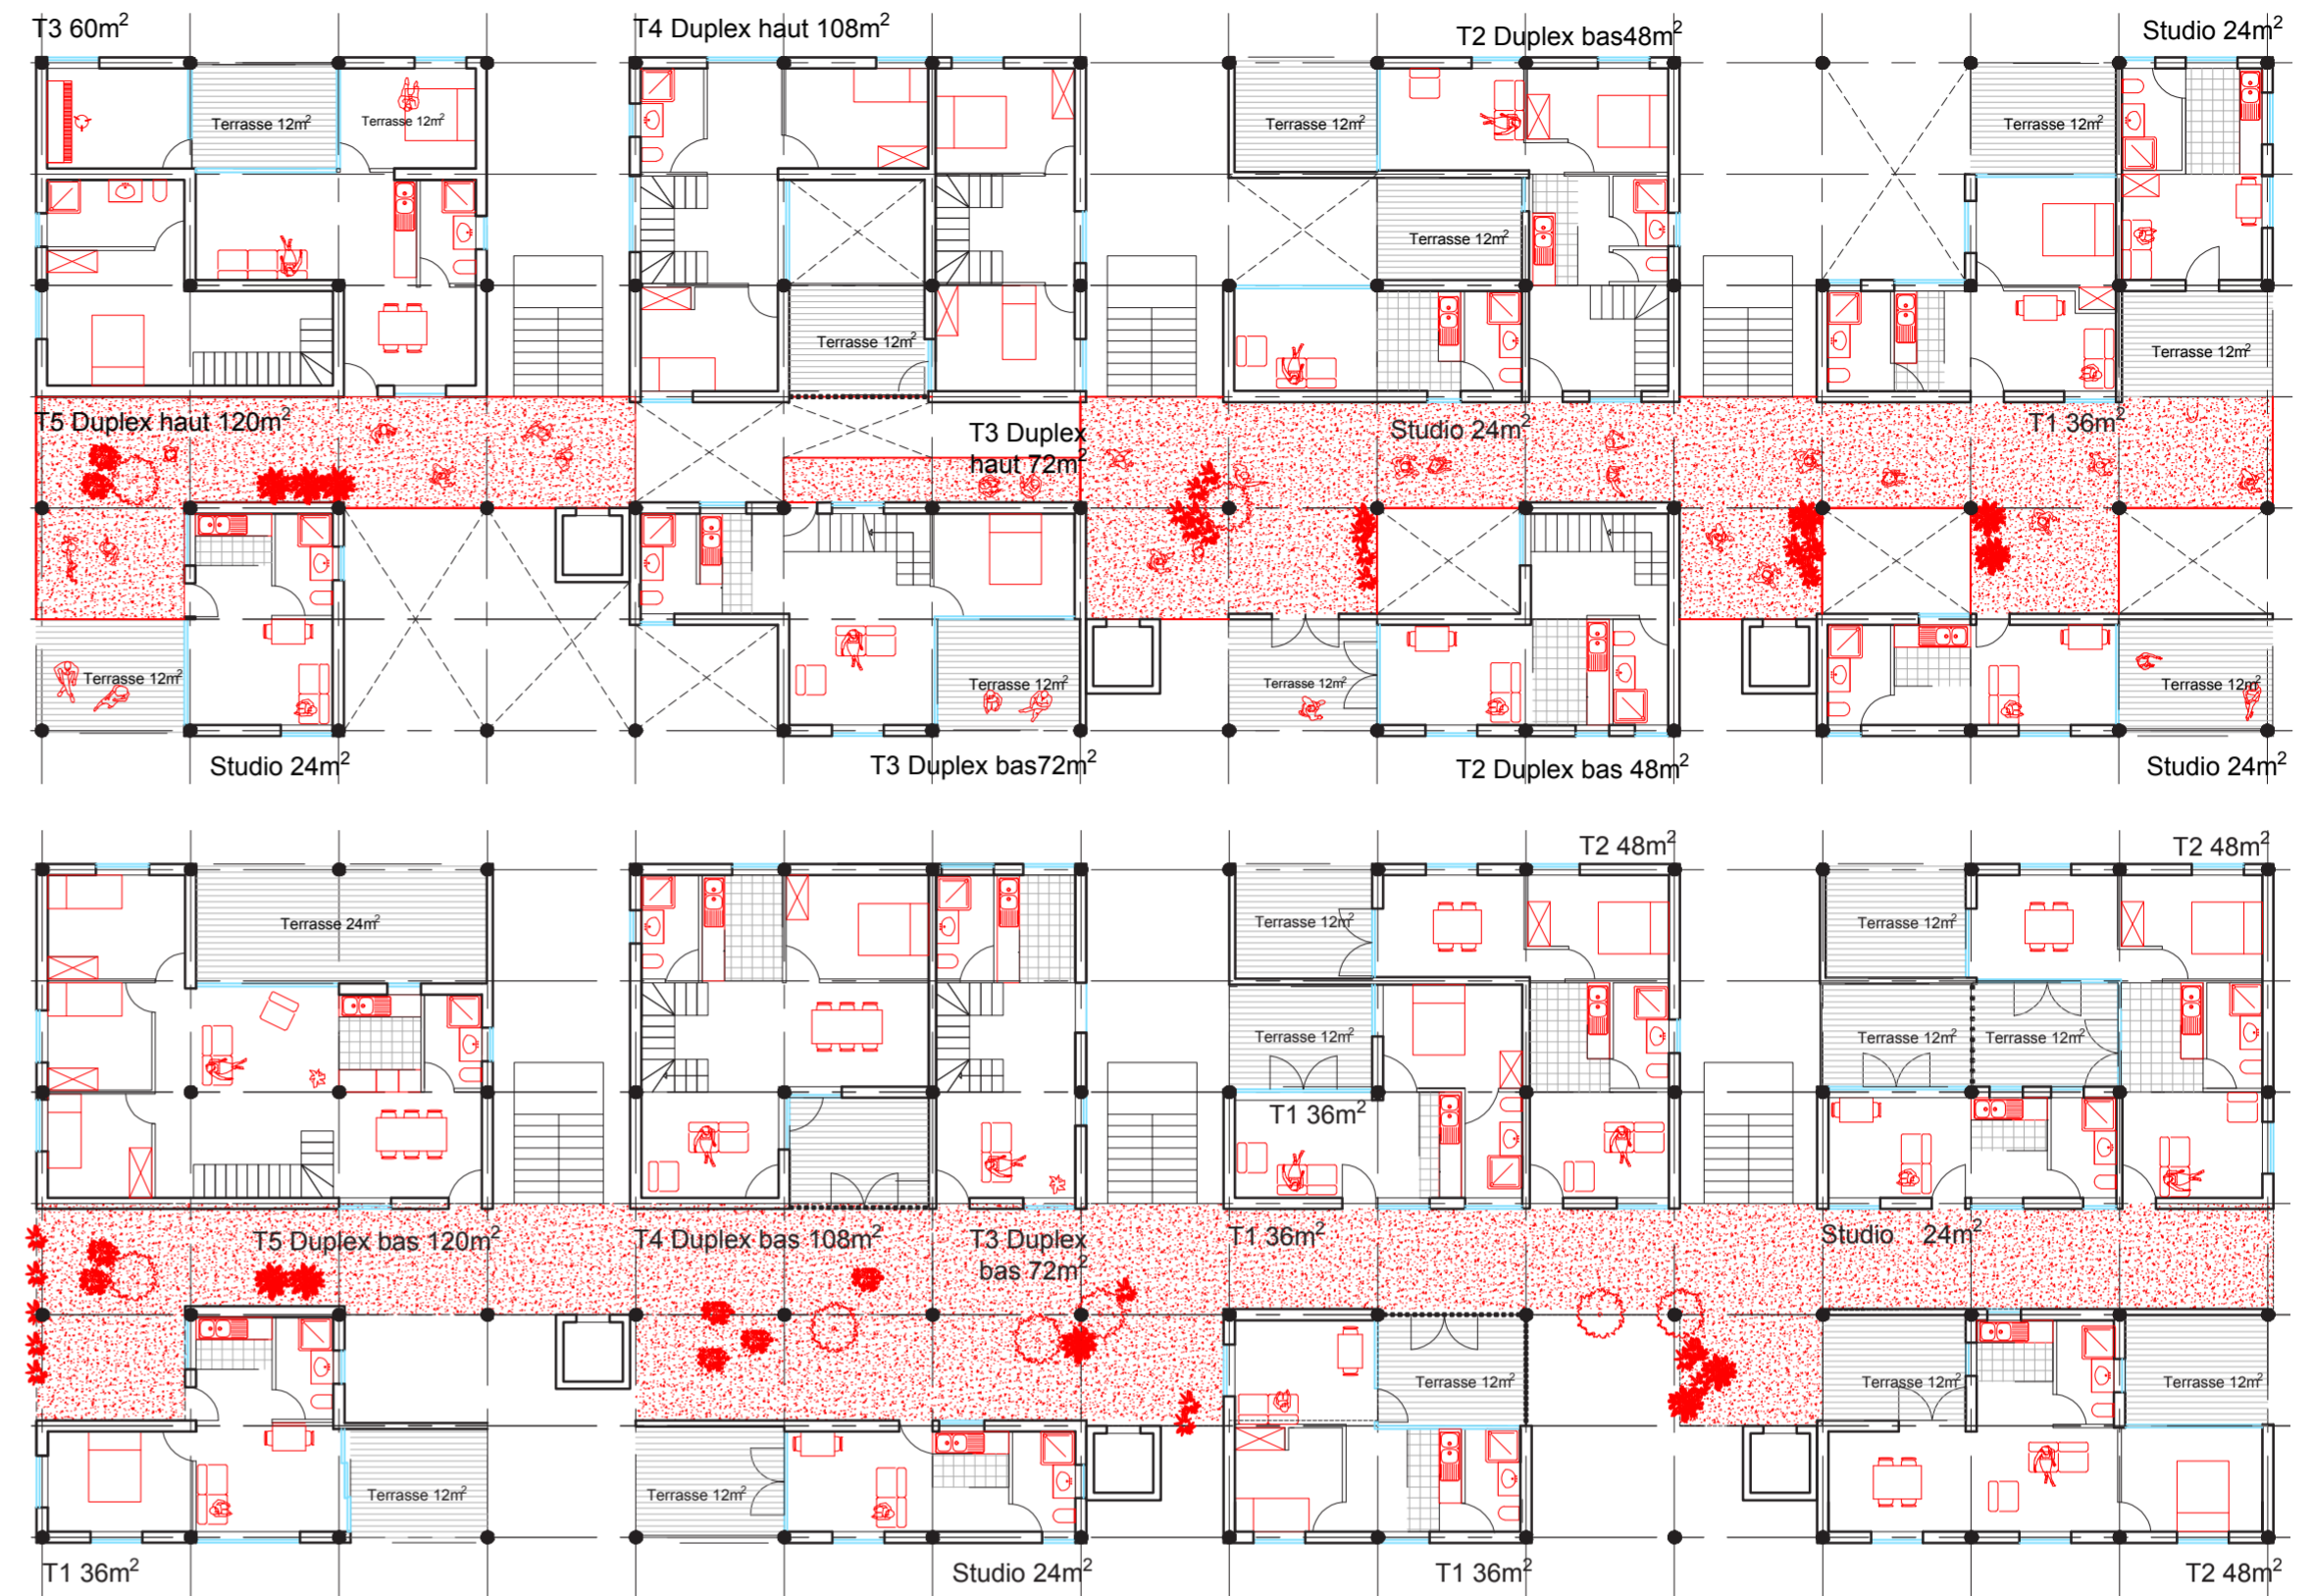 T3 60m²
T4 Duplex haut 108m²
T2 Duplex bas48m²
Studio 24m²
Terrasse 12m²
Terrasse 12m²
Terrasse 12m²
Terrasse 12m²
Terrasse 12m²
Terrasse 12m²
Terrasse 12m²
T5 Duplex haut 120m²
T3 Duplex
haut 72m²
Studio 24m²
T1 36m²
Terrasse 12m²
Terrasse 12m²
Terrasse 12m²
Terrasse 12m²
Studio 24m²
T3 Duplex bas72m²
T2 Duplex bas 48m²
Studio 24m²
T2 48m²
T2 48m²
Terrasse 24m²
Terrasse 12m²
Terrasse 12m²
Terrasse 12m²
Terrasse 12m²
Terrasse 12m²
T1 36m²
T5 Duplex bas 120m²
T4 Duplex bas 108m²
T3 Duplex
bas 72m²
T1 36m²
Studio 24m²
Terrasse 12m²
Terrasse 12m²
Terrasse 12m²
Terrasse 12m²
Terrasse 12m²
T1 36m²
Studio 24m²
T1 36m²
T2 48m²